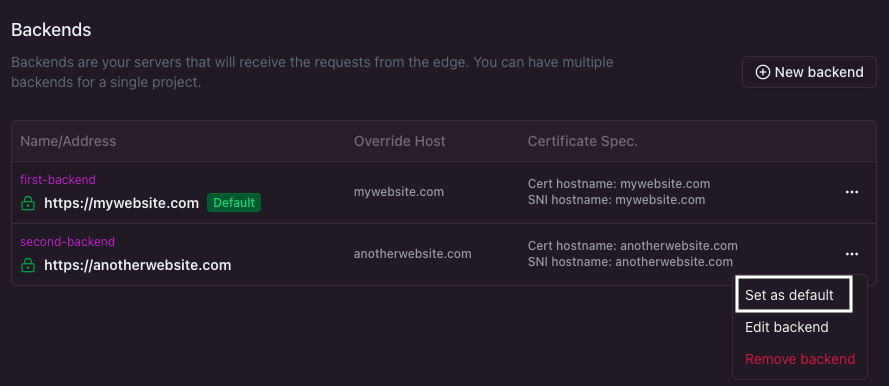 Backends
Backends are your servers that will receive the requests from the edge. You can have multiple
backends for a single project.
New backend
Name/Address Override Host Certificate Spec.
first-backend
https://mywebsite.com Default
mywebsite.com
Cert hostname: mywebsite.com
SNI hostname: mywebsite.com
second-backend
https://anotherwebsite.com
anotherwebsite.com
Cert hostname: anotherwebsite.com
SNI hostname: anotherwebsite.com
Set as default
Edit backend
Remove backend